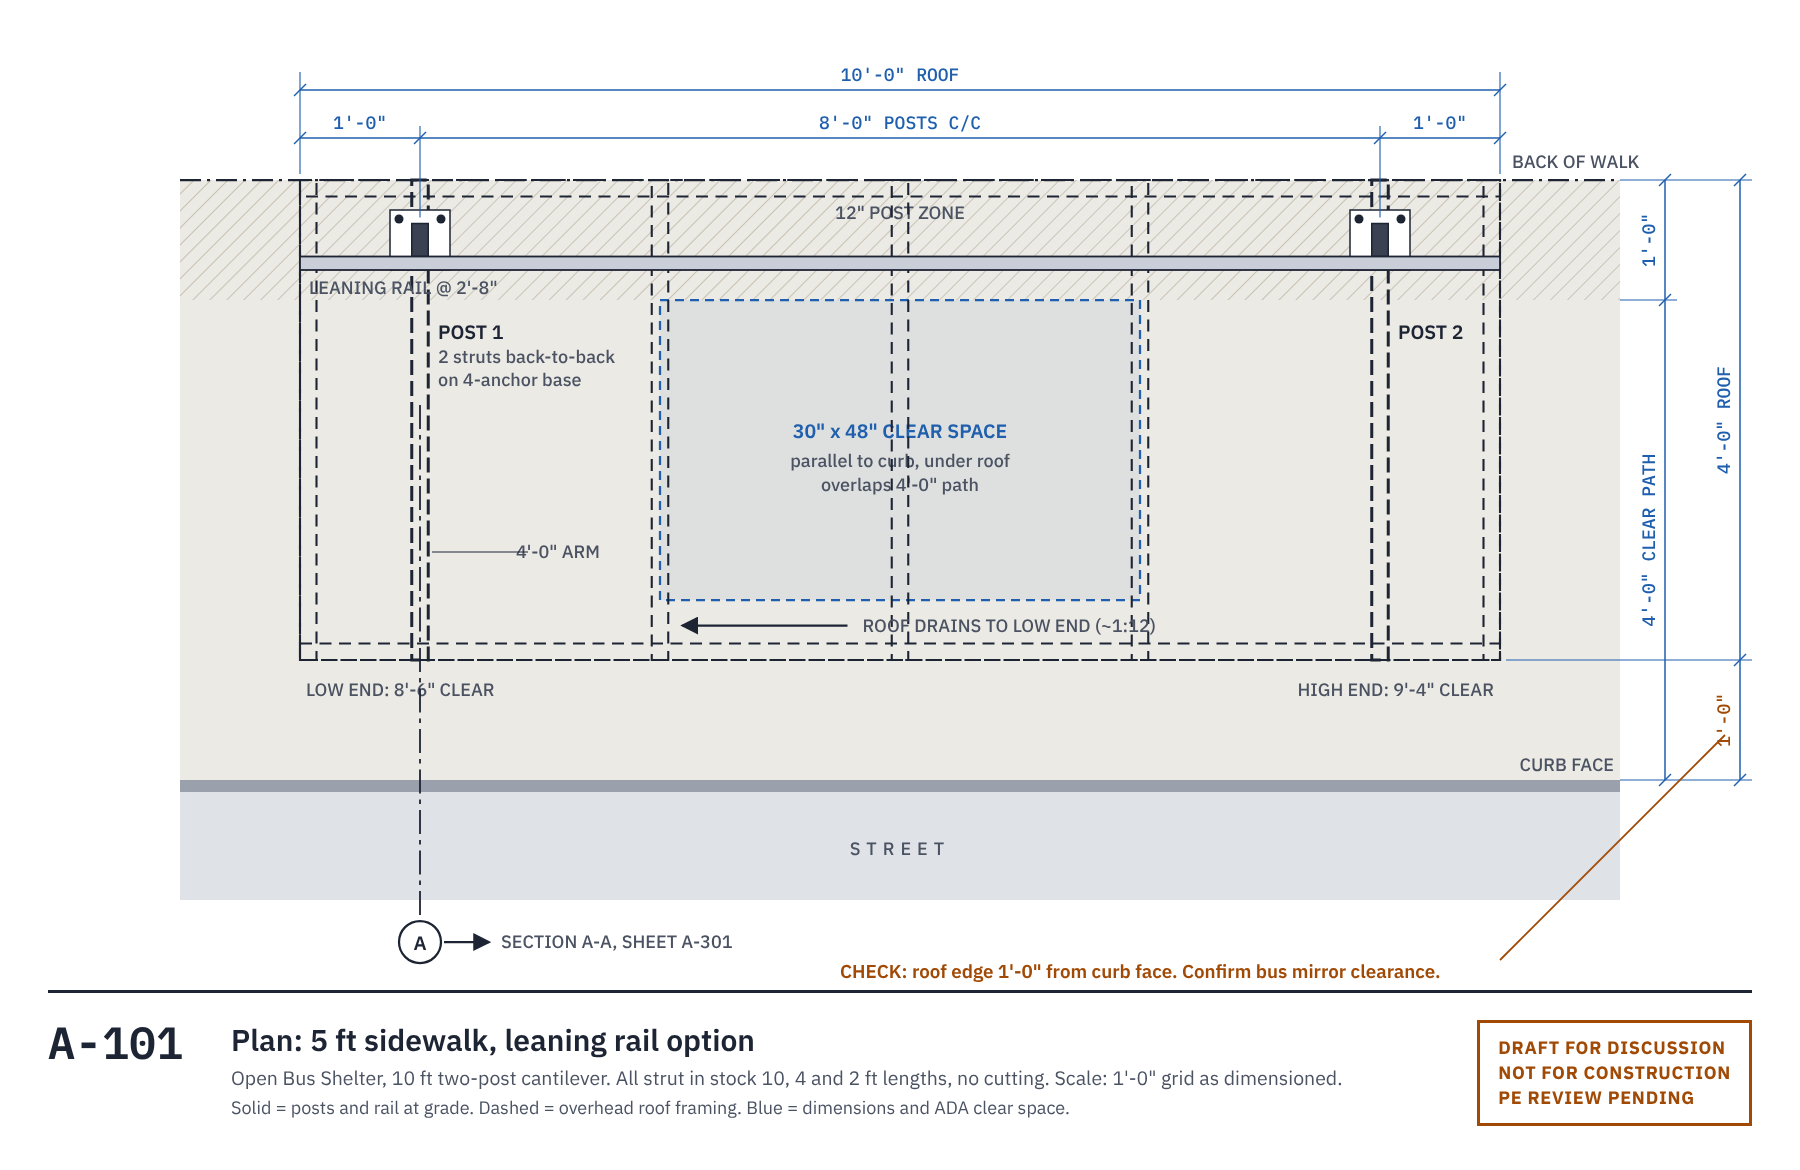 10'-0" ROOF
1'-0"
8'-0" POSTS C/C
1'-0"
BACK OF WALK
12" POST ZONE
1'-0"
LEANING RAIL @ 2'-8"
POST 1
2 struts back-to-back
on 4-anchor base
POST 2
4'-0" ROOF
30" x 48" CLEAR SPACE
parallel to curb, under roof
overlaps 4'-0" path
4'-0" CLEAR PATH
4'-0" ARM
ROOF DRAINS TO LOW END (~1:12)
LOW END: 8'-6" CLEAR
HIGH END: 9'-4" CLEAR
1'-0"
CURB FACE
STREET
A
SECTION A-A, SHEET A-301
CHECK: roof edge 1'-0" from curb face. Confirm bus mirror clearance.
A-101
Plan: 5 ft sidewalk, leaning rail option
Open Bus Shelter, 10 ft two-post cantilever. All strut in stock 10, 4 and 2 ft lengths, no cutting. Scale: 1'-0" grid as dimensioned.
Solid = posts and rail at grade. Dashed = overhead roof framing. Blue = dimensions and ADA clear space.
DRAFT FOR DISCUSSION
NOT FOR CONSTRUCTION
PE REVIEW PENDING